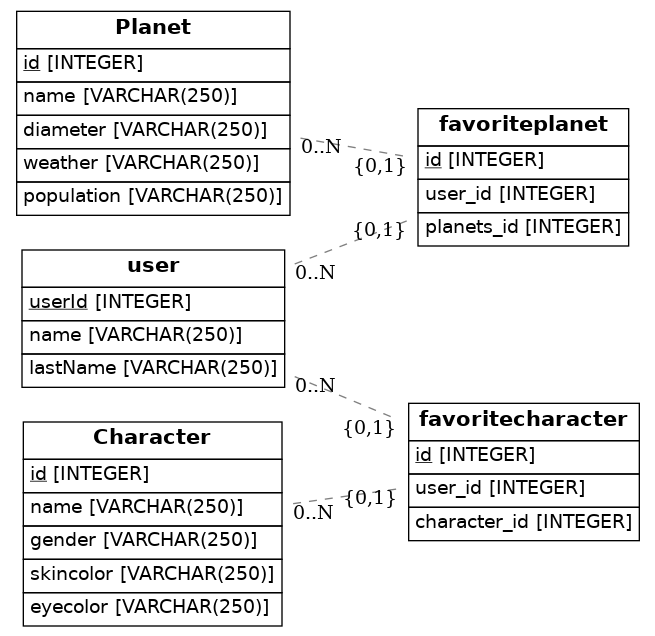 Planet
id [INTEGER]
name [VARCHAR(250)]
diameter [VARCHAR(250)]
weather [VARCHAR(250)]
population [VARCHAR(250)]
0..N
{0,1}
favoriteplanet
id [INTEGER]
user_id [INTEGER]
planets_id [INTEGER]
{0,1}
0..N
user
userId [INTEGER]
name [VARCHAR(250)]
lastName [VARCHAR(250)]
0..N
{0,1}
favoritecharacter
id [INTEGER]
user_id [INTEGER]
character_id [INTEGER]
Character
id [INTEGER]
name [VARCHAR(250)]
gender [VARCHAR(250)]
skincolor [VARCHAR(250)]
eyecolor [VARCHAR(250)]
0..N
{0,1}